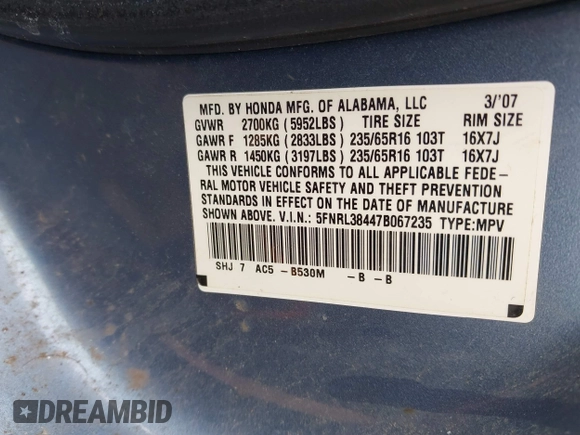 MFD. BY HONDA MFG. OF ALABAMA, LLC 3/'07
GVWR 2700KG (5952LBS) TIRE SIZE RIM SIZE
GAWR F 1285KG (2833LBS) 235/65R16 103T 16X7J
GAWR R 1450KG (3197LBS) 235/65R16 103T 16X7J
THIS VEHICLE CONFORMS TO ALL APPLICABLE FEDE-
RAL MOTOR VEHICLE SAFETY AND THEFT PREVENTION
STANDARDS IN EFFECT ON THE DATE OF MANUFACTURE
SHOWN ABOVE. V.I.N.: 5FNRL38447B067235 TYPE:MPV
SHJ 7 AC5 -B530M -B -B
DREAMBID